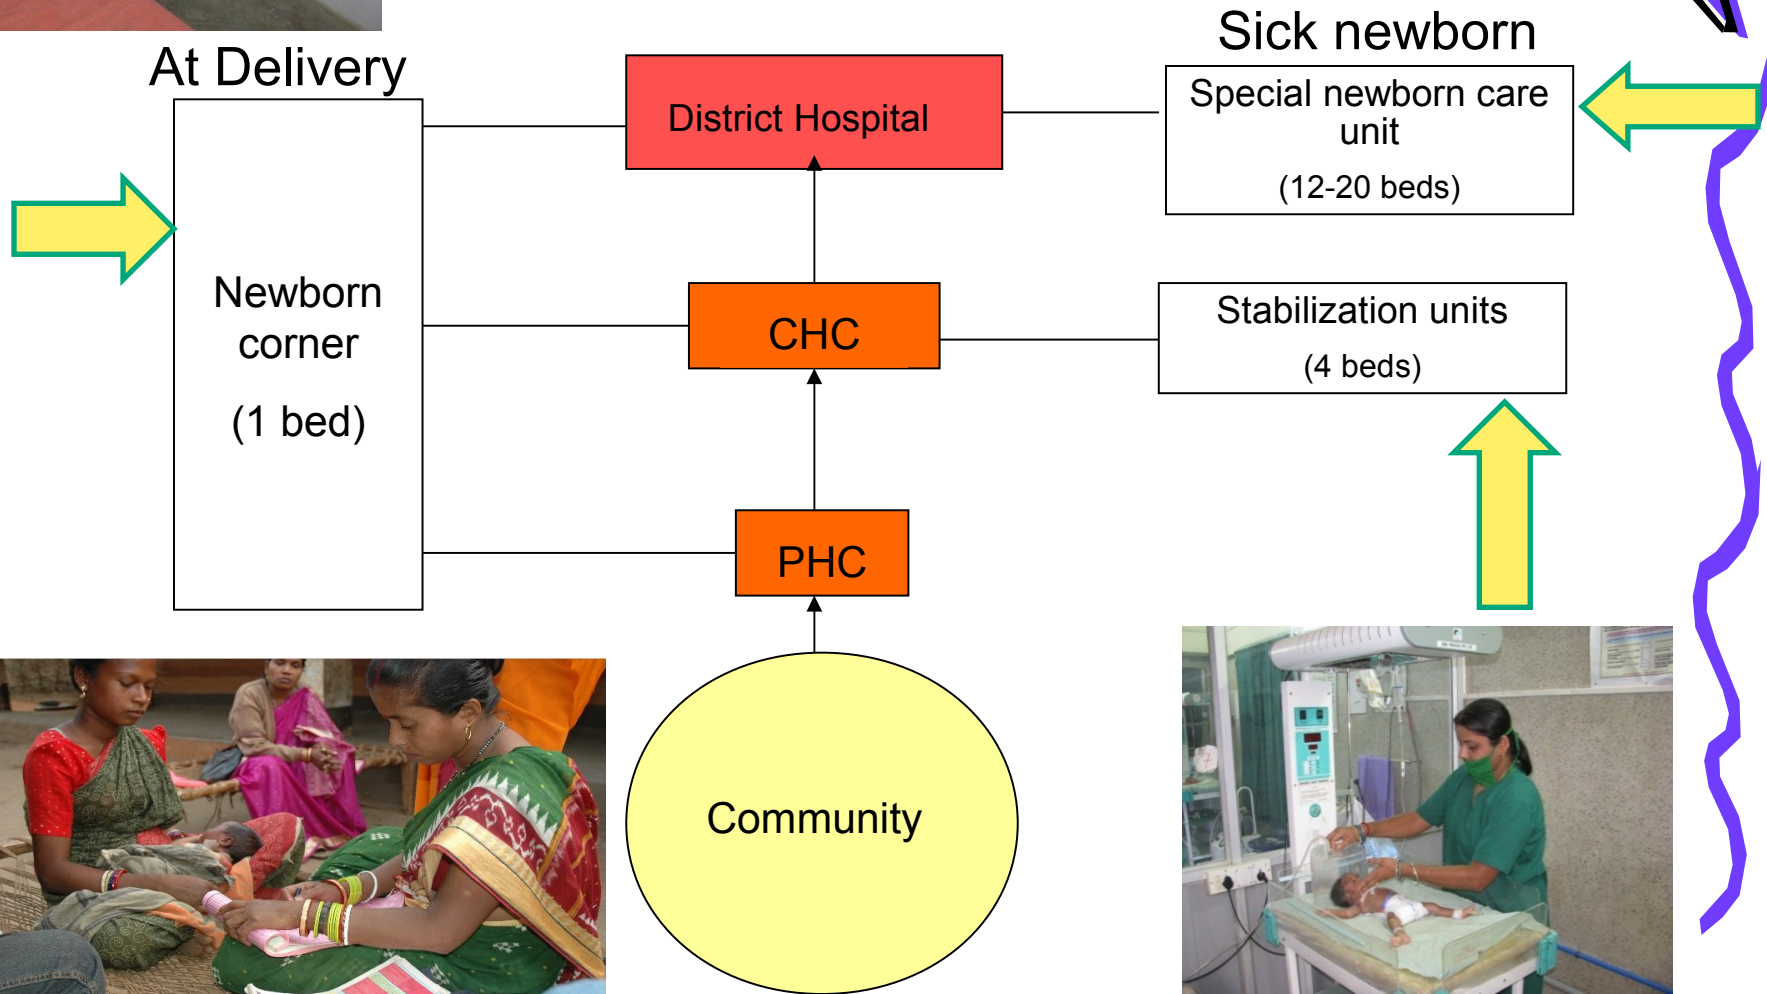 At Delivery
Newborn
corner
(1 bed)
District Hospital
CHC
PHC
Community
Sick newborn
Special newborn care
unit
(12-20 beds)
Stabilization units
(4 beds)